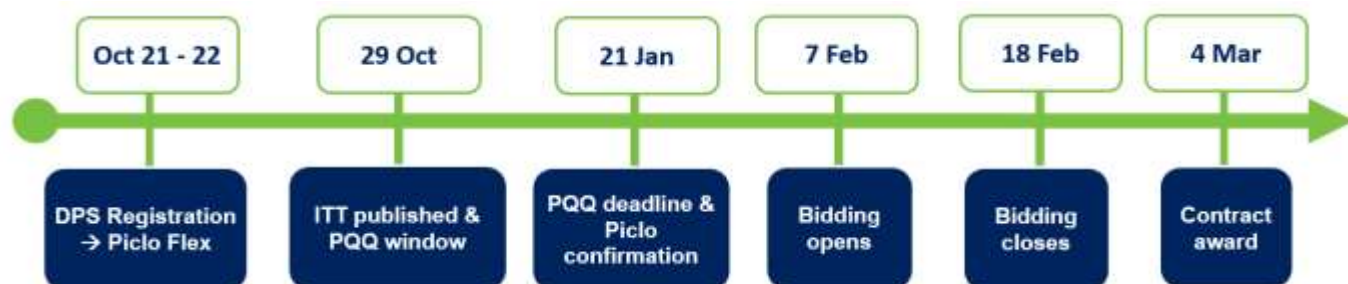 Oct 21 - 22
29 Oct
21 Jan
7 Feb
18 Feb
4 Mar
DPS Registration
→ Piclo Flex
ITT published &
PQQ window
PQQ deadline &
Piclo
confirmation
Bidding
opens
Bidding
closes
Contract
award